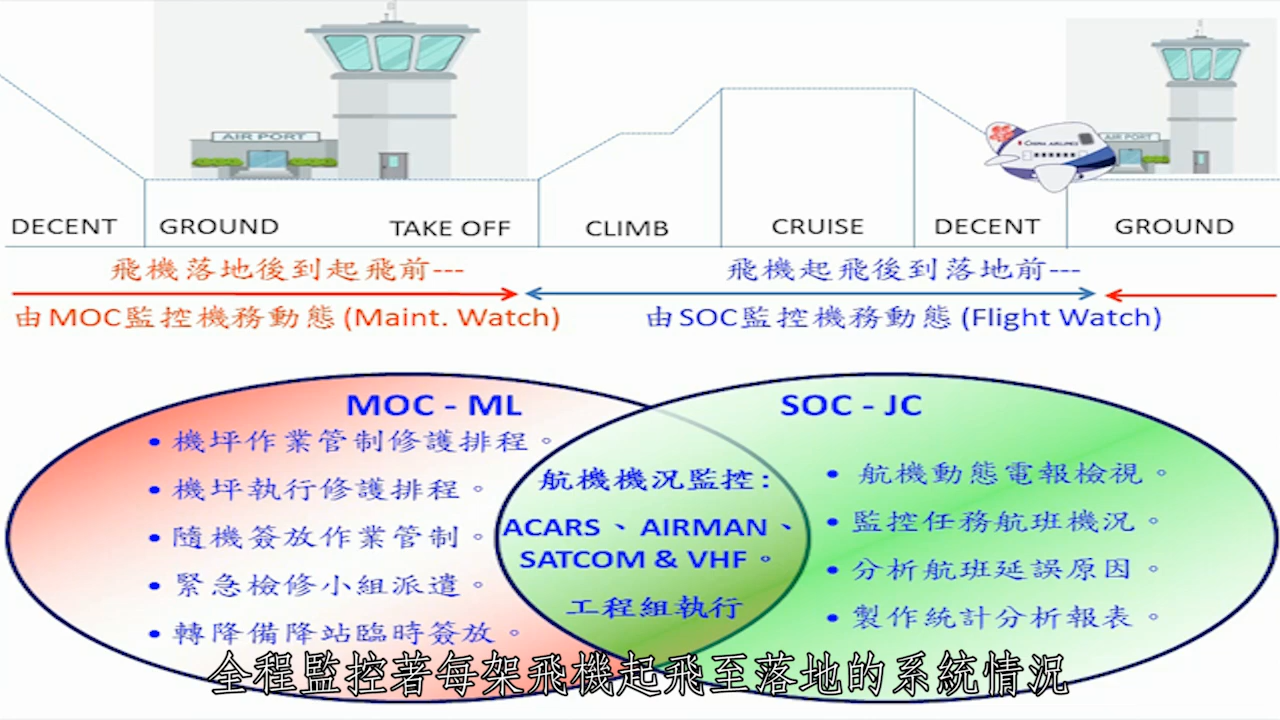 AIR PORT
CHINA AIRLINES
AIR PORT
DECENT GROUND TAKE OFF CLIMB CRUISE DECENT GROUND
飛機落地後到起飛前---
飛機起飛後到落地前---
由MOC監控機務動態 (Maint. Watch)
由SOC監控機務動態 (Flight Watch)
MOC - ML
• 機坪作業管制修護排程。
• 機坪執行修護排程。
• 隨機簽放作業管制。
• 緊急檢修小組派遣。
• 轉降備降站臨時簽放。
航機機況監控:
ACARS、AIRMAN、
SATCOM & VHF。
工程組執行
SOC - JC
• 航機動態電報檢視。
• 監控任務航班機況。
• 分析航班延誤原因。
• 製作統計分析報表。
全程監控著每架飛機起飛至落地的系統情況